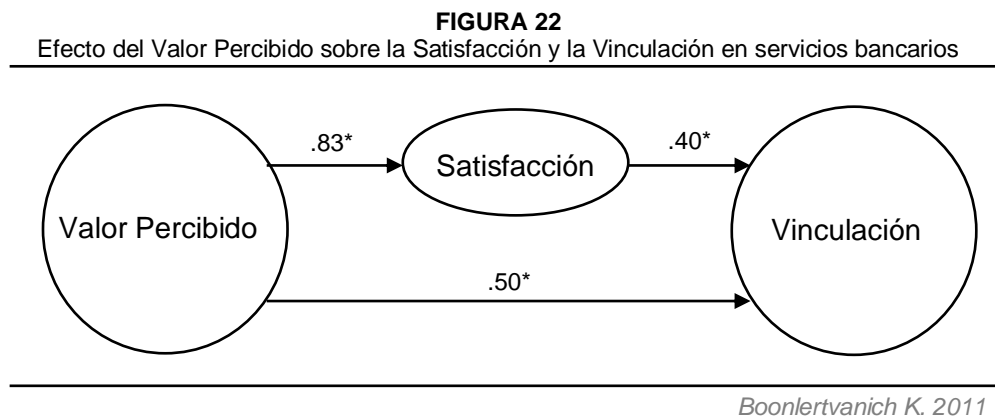 FIGURA 22
Efecto del Valor Percibido sobre la Satisfacción y la Vinculación en servicios bancarios
.83*
.40*
Satisfacción
Valor Percibido
Vinculación
.50*
Boonlertvanich K. 2011